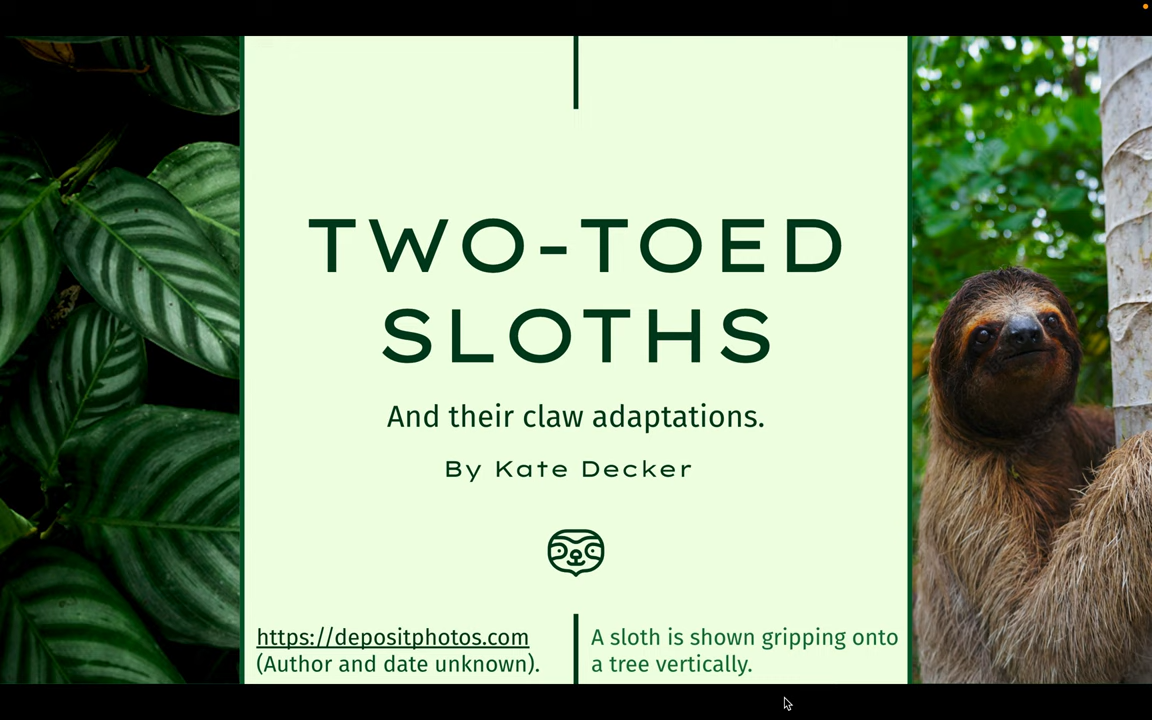 TWO-TOED
SLOTHS
And their claw adaptations.
By Kate Decker
https://depositphotos.com
(Author and date unknown).
A sloth is shown gripping onto
a tree vertically.